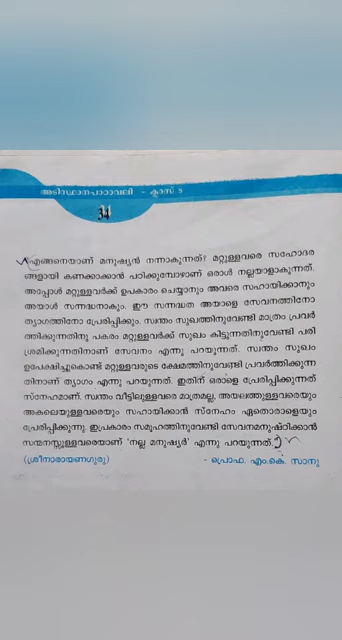 അടിസ്ഥാനപാഠാവലി - ക്ലാസ് 5
34
എങ്ങനെയാണ് മനുഷ്യൻ നന്നാകുന്നത്? മറ്റുള്ളവരെ സഹോദര
ങ്ങളായി കണക്കാക്കാൻ പഠിക്കുമ്പോഴാണ് ഒരാൾ നല്ലയാളാകുന്നത്.
അപ്പോൾ മറ്റുള്ളവർക്ക് ഉപകാരം ചെയ്യാനും അവരെ സഹായിക്കാനും
അയാൾ സന്നദ്ധനാകും. ഈ സന്നദ്ധത അയാളെ സേവനത്തിനോ
ത്യാഗത്തിനോ പ്രേരിപ്പിക്കും. സ്വന്തം സുഖത്തിനുവേണ്ടി മാത്രം പ്രവർ
ത്തിക്കുന്നതിനു പകരം മറ്റുള്ളവർക്ക് സുഖം കിട്ടുന്നതിനുവേണ്ടി പരി
ശ്രമിക്കുന്നതിനാണ് സേവനം എന്നു പറയുന്നത്. സ്വന്തം സുഖം
ഉപേക്ഷിച്ചുകൊണ്ട് മറ്റുള്ളവരുടെ ക്ഷേമത്തിനുവേണ്ടി പ്രവർത്തിക്കുന്ന
തിനാണ് ത്യാഗം എന്നു പറയുന്നത്. ഇതിന് ഒരാളെ പ്രേരിപ്പിക്കുന്നത്
സ്നേഹമാണ്. സ്വന്തം വീട്ടിലുള്ളവരെ മാത്രമല്ല, അയലത്തുള്ളവരെയും
അകലെയുള്ളവരെയും സഹായിക്കാൻ സ്നേഹം ഏതൊരാളെയും
പ്രേരിപ്പിക്കുന്നു. ഇപ്രകാരം സമൂഹത്തിനുവേണ്ടി സേവനമനുഷ്ഠിക്കാൻ
സന്മനസ്സുള്ളവരെയാണ് 'നല്ല മനുഷ്യർ' എന്നു പറയുന്നത്.
(ശ്രീനാരായണഗുരു) - പ്രൊഫ. എം.കെ. സാനു